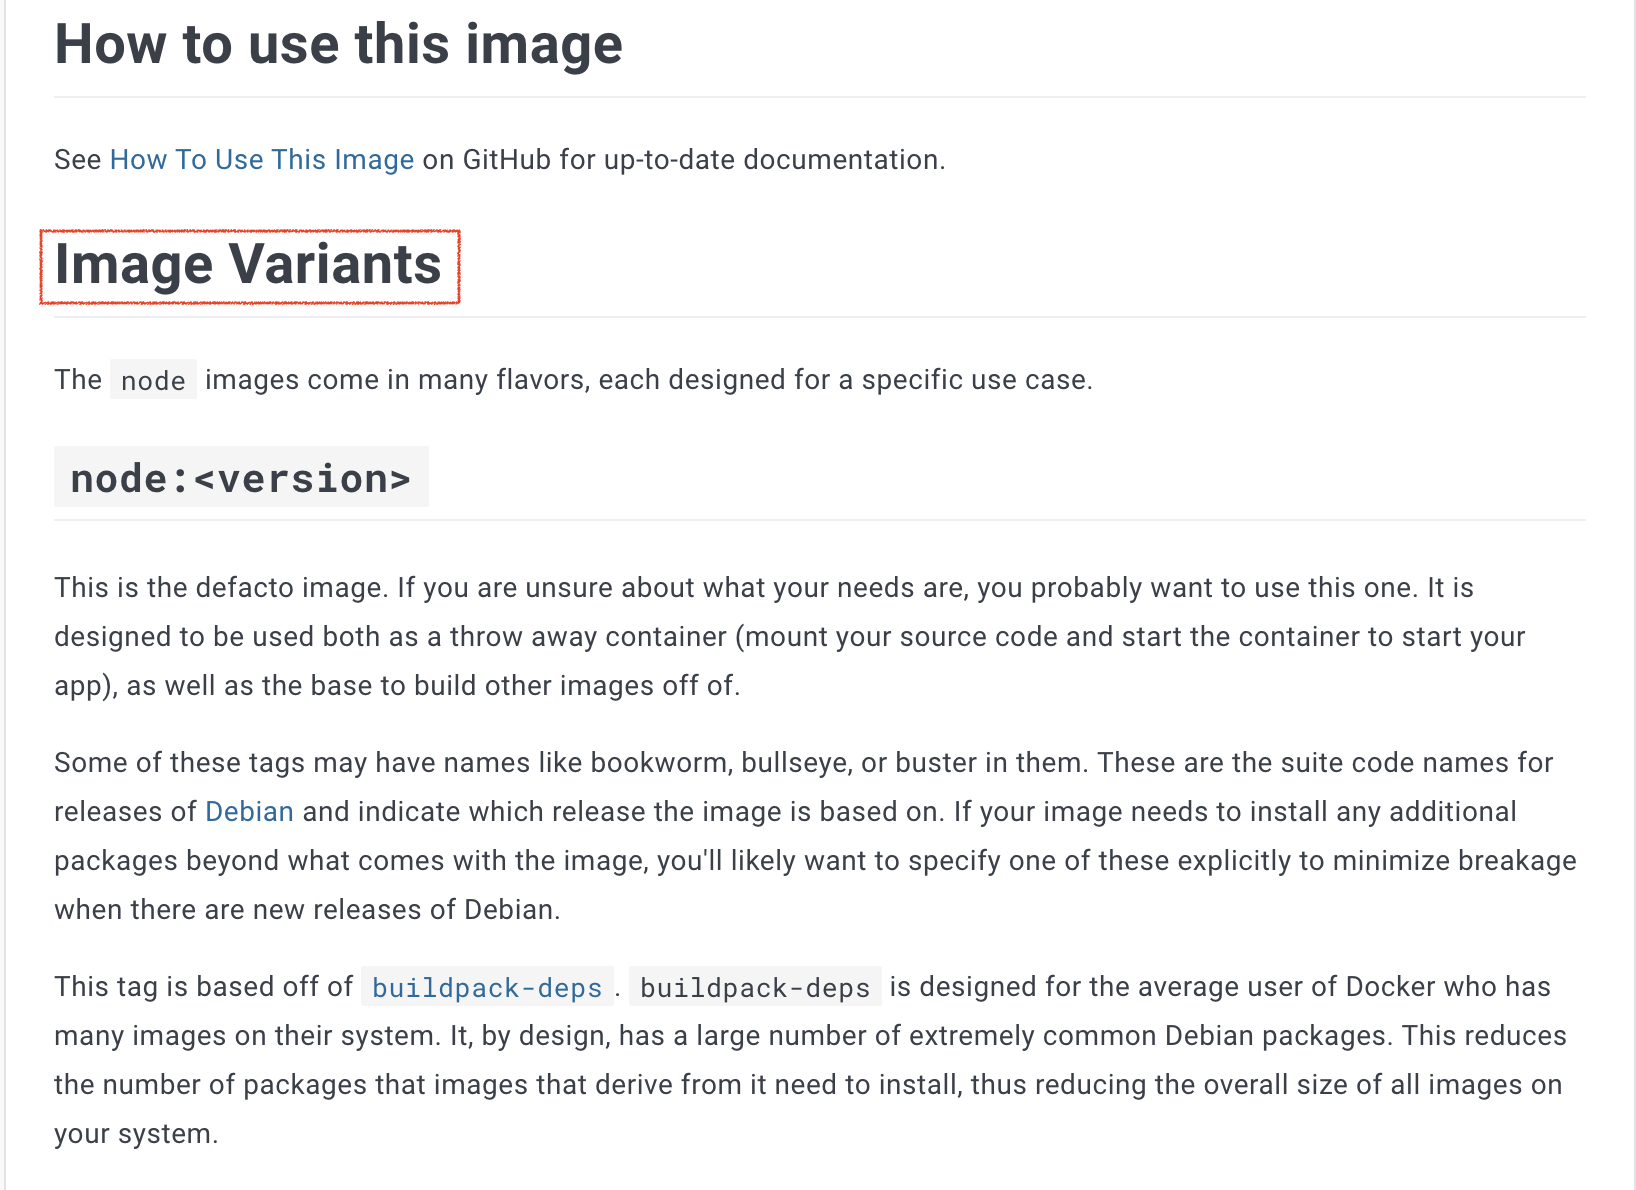 How to use this image
See How To Use This Image on GitHub for up-to-date documentation.
Image Variants
The node images come in many flavors, each designed for a specific use case.
node:<version>
This is the defacto image. If you are unsure about what your needs are, you probably want to use this one. It is
designed to be used both as a throw away container (mount your source code and start the container to start your
app), as well as the base to build other images off of.
Some of these tags may have names like bookworm, bullseye, or buster in them. These are the suite code names for
releases of Debian and indicate which release the image is based on. If your image needs to install any additional
packages beyond what comes with the image, you'll likely want to specify one of these explicitly to minimize breakage
when there are new releases of Debian.
This tag is based off of buildpack-deps. buildpack-deps is designed for the average user of Docker who has
many images on their system. It, by design, has a large number of extremely common Debian packages. This reduces
the number of packages that images that derive from it need to install, thus reducing the overall size of all images on
your system.